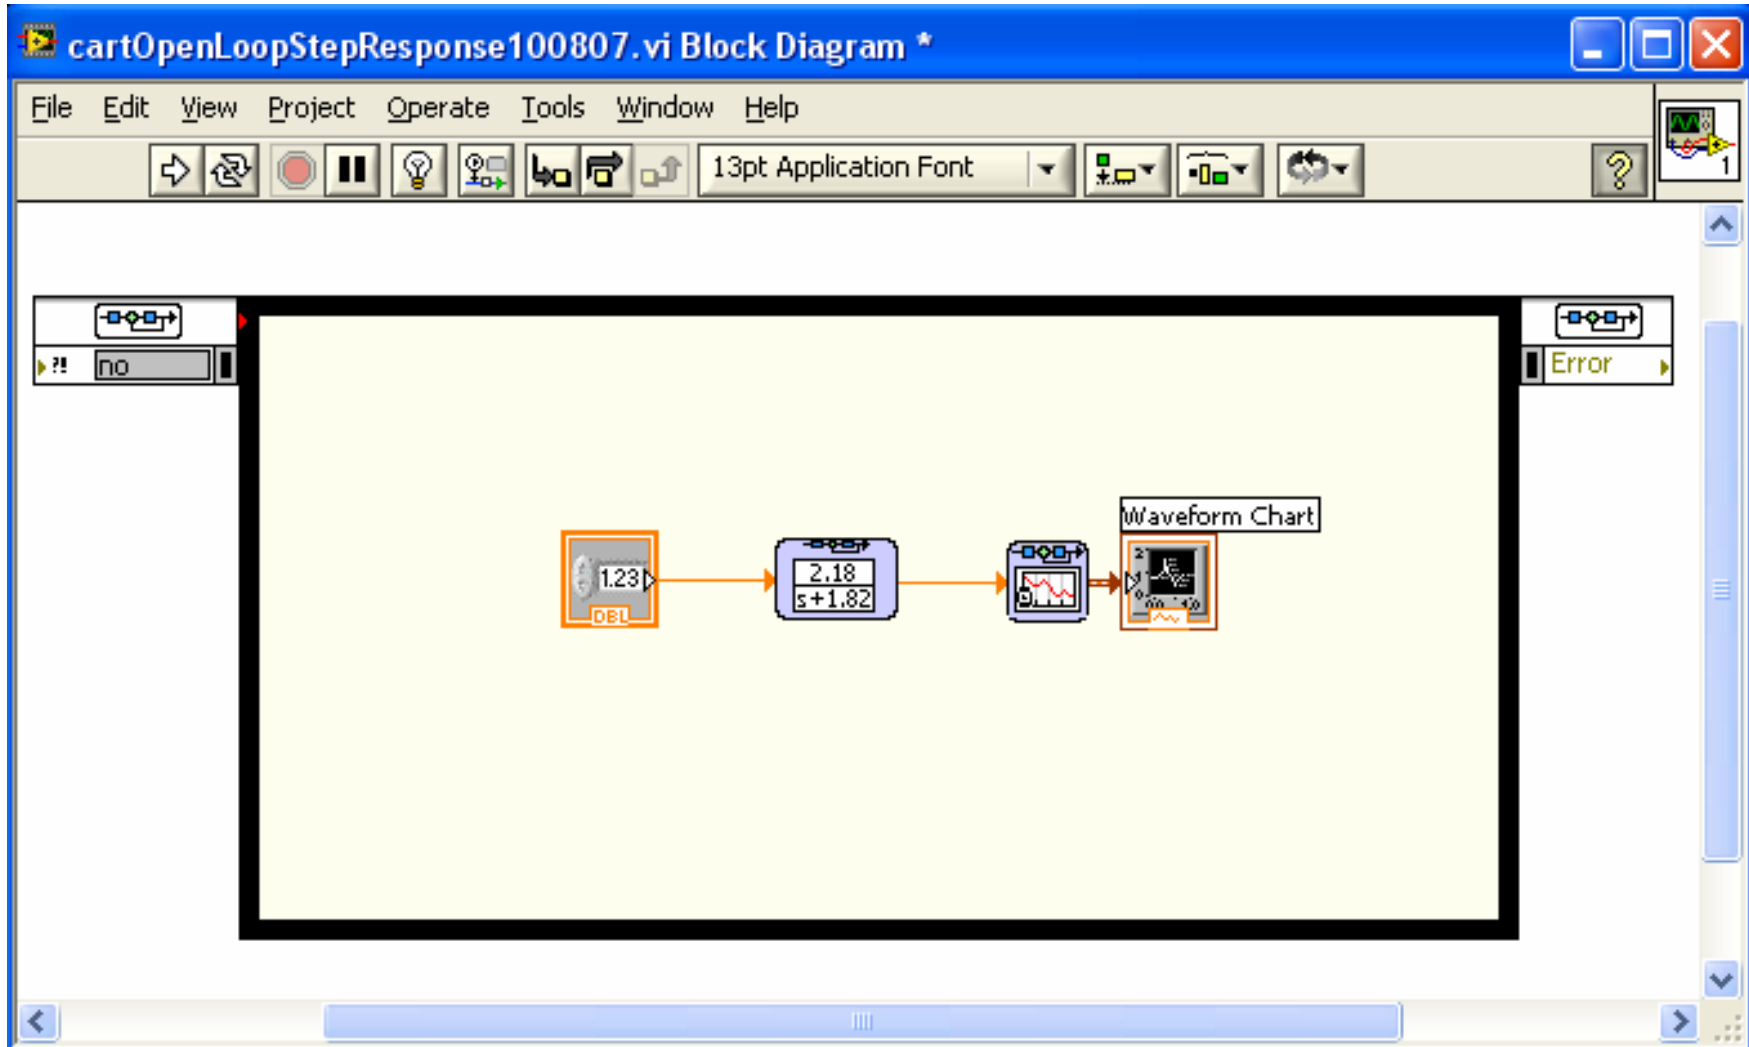 cartOpenLoopStepResponse100807.vi Block Diagram *
File Edit View Project Operate Tools Window Help
13pt Application Font
1
?!
no
Error
Waveform Chart
1.23
DBL
2.18
s+1.82